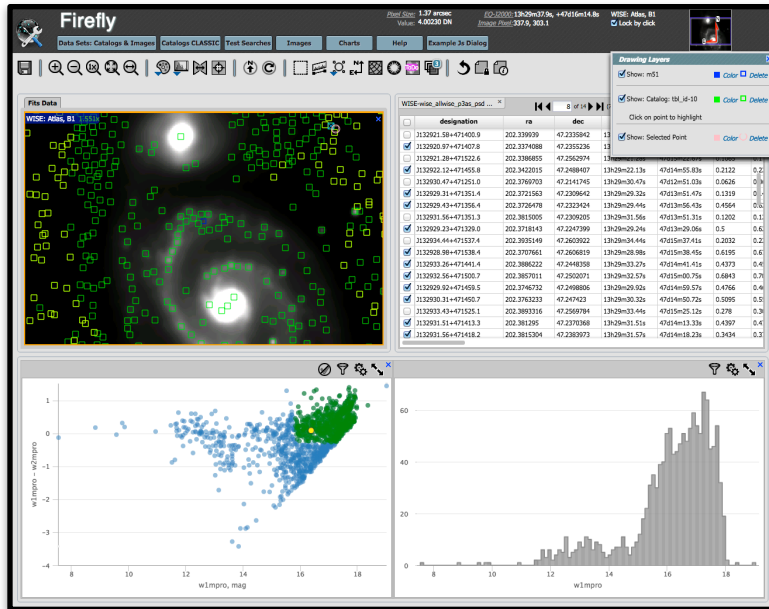 Firefly
Pixel Size: 1.37 arcsec
Value: 4.00230 DN
EQ-J2000:13h29m37.9s, +47d16m14.8s
Image Pixel:337.9, 303.1
WISE: Atlas, B1
Lock by click
Data Sets: Catalogs & Images
Catalogs CLASSIC
Test Searches
Images
Charts
Help
Example Js Dialog
Drawing Layers
Show: m51
Color
Delete
Show: Catalog: tbl_id-10
Color
Delete
Click on point to highlight
Show: Selected Point
Color
Delete
3
Fits Data
WISE: Atlas, B1
WISE-wise_allwise_p3as_psd ...
8 of 14
designation ra dec
J132921.58+471400.9 202.339939 47.2335842
J132920.97+471407.8 202.3374088 47.2355236
J132921.28+471522.6 202.3386855 47.2562974
J132922.12+471455.8 202.3422015 47.2488407 13h29m22.13s 47d14m55.83s 0.2122
J132930.47+471251.0 202.3769703 47.2141745 13h29m30.47s 47d12m51.03s 0.0626
J132929.31+471351.4 202.3721563 47.2309642 13h29m29.32s 47d13m51.47s 0.1319
J132929.43+471356.4 202.3726478 47.2323424 13h29m29.44s 47d13m56.43s 0.4564
J132931.56+471351.3 202.3815005 47.2309205 13h29m31.56s 47d13m51.31s 0.1202
J132929.23+471329.0 202.3718143 47.2247399 13h29m29.24s 47d13m29.06s 0.5
J132934.44+471537.4 202.3935149 47.2603922 13h29m34.44s 47d15m37.41s 0.2032
J132928.98+471538.4 202.3707661 47.2606819 13h29m28.98s 47d15m38.45s 0.6195
J132933.26+471441.4 202.3886222 47.2448358 13h29m33.27s 47d14m41.41s 0.4373
J132932.56+471500.7 202.3857011 47.2502071 13h29m32.57s 47d15m00.75s 0.6843
J132929.92+471459.5 202.3746732 47.2498806 13h29m29.92s 47d14m59.57s 0.4766
J132930.31+471450.7 202.3763233 47.247423 13h29m30.32s 47d14m50.72s 0.5095
J132933.43+471525.1 202.3893316 47.2569784 13h29m33.44s 47d15m25.12s 0.278
J132931.51+471413.3 202.381295 47.2370368 13h29m31.51s 47d14m13.33s 0.4397
J132931.56+471418.2 202.3815304 47.2383973 13h29m31.57s 47d14m18.23s 0.3434
w1mpro - w2mpro
1
0
−1
−2
−3
−4
8 10 12 14 16 18
w1mpro, mag
60
40
20
0
8 10 12 14 16 18
w1mpro